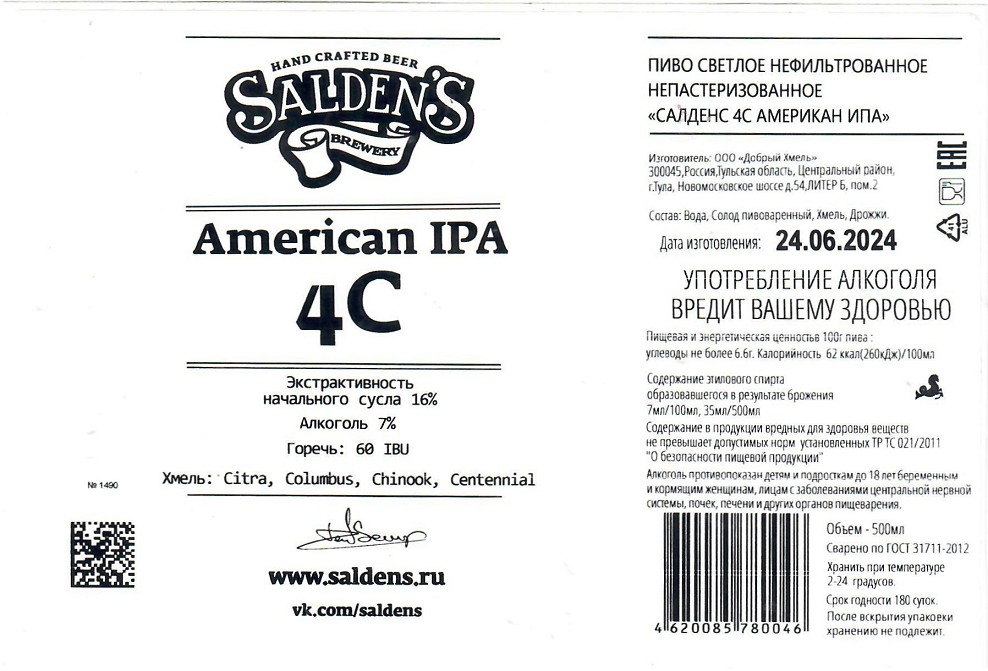 HAND CRAFTED BEER
SALDEN'S
BREWERY
American IPA
4C
Экстрактивность
начального сусла 16%
Алкоголь 7%
Горечь: 60 IBU
Хмель: Citra, Columbus, Chinook, Centennial
№ 1490
www.saldens.ru
vk.com/saldens
ПИВО СВЕТЛОЕ НЕФИЛЬТРОВАННОЕ
НЕПАСТЕРИЗОВАННОЕ
«САЛДЕНС 4С АМЕРИКАН ИПА»
Изготовитель: ООО «Добрый Хмель»
300045,Россия,Тульская область, Центральный район,
г.Тула, Новомосковское шоссе д.54,ЛИТЕР Б, пом.2
EAC
Состав: Вода, Солод пивоваренный, Хмель, Дрожжи.
41
ALU
Дата изготовления: 24.06.2024
УПОТРЕБЛЕНИЕ АЛКОГОЛЯ
ВРЕДИТ ВАШЕМУ ЗДОРОВЬЮ
Пищевая и энергетическая ценностьв 100г пива :
углеводы не более 6.6г. Калорийность 62 ккал(260кДж)/100мл
Содержание этилового спирта
образовавшегося в результате брожения
7мл/100мл, 35мл/500мл
Содержание в продукции вредных для здоровья веществ
не превышает допустимых норм установленных ТР ТС 021/2011
"О безопасности пищевой продукции"
Алкоголь противопоказан детям и подросткам до 18 лет беременным
и кормящим женщинам, лицам с заболеваниями центральной нервной
системы, почек, печени и других органов пищеварения.
4 620085 780046
Объем - 500мл
Сварено по ГОСТ 31711-2012
Хранить при температуре
2-24 градусов.
Срок годности 180 суток.
После вскрытия упаковки
хранению не подлежит.